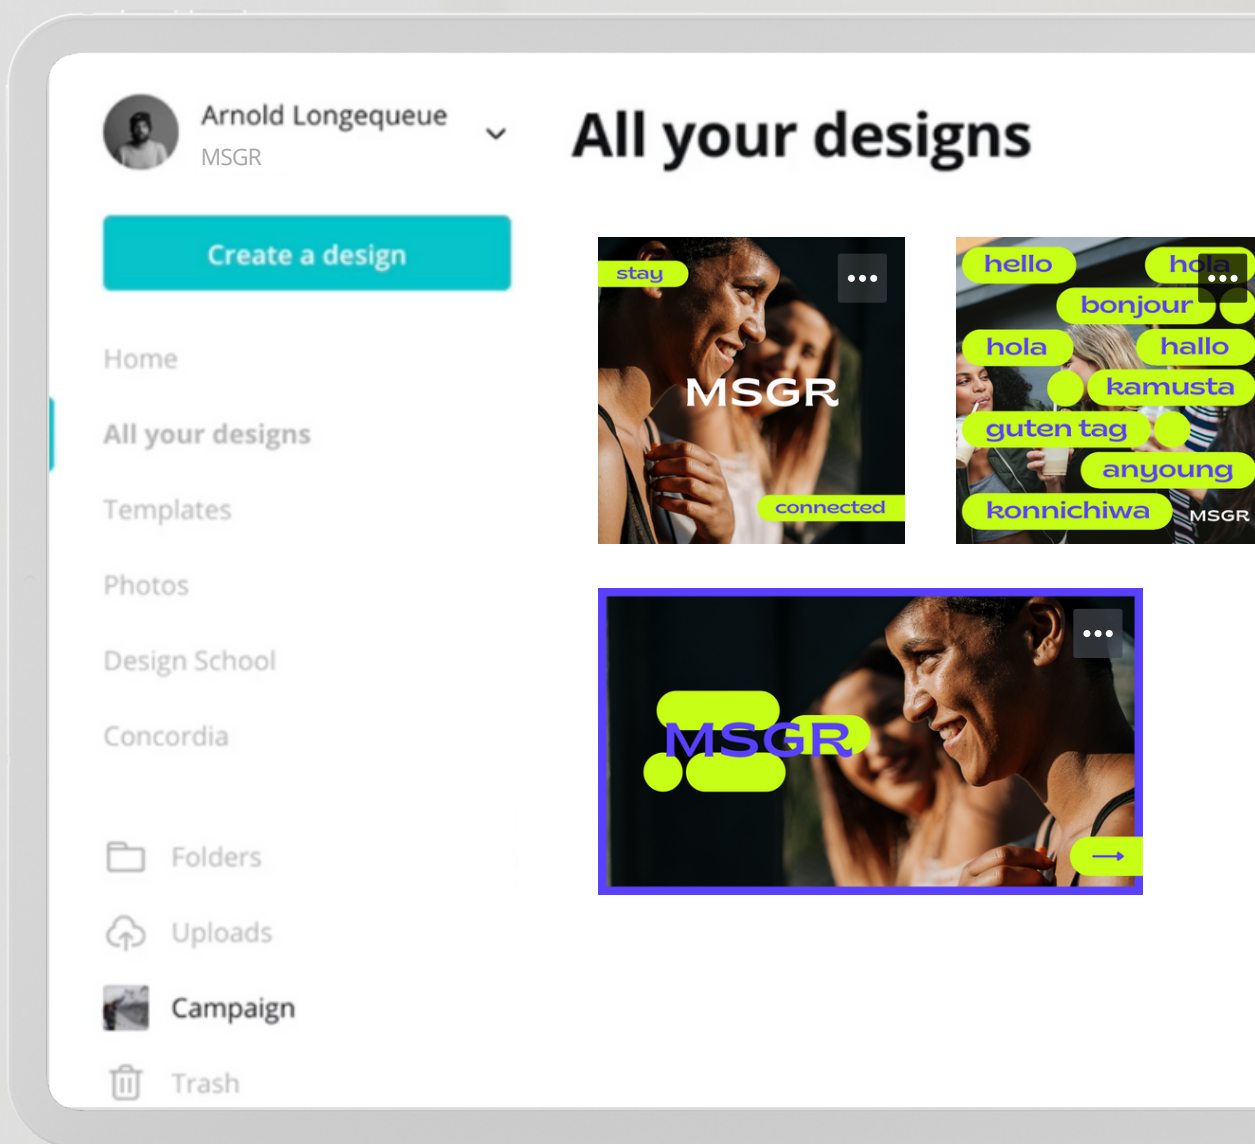 Arnold Longequeue
MSGR
Create a design
Home
All your designs
Templates
Photos
Design School
Concordia
Folders
Uploads
Campaign
Trash
All your designs
stay
MSGR
connected
hello
hola
bonjour
hola
hallo
kamusta
guten tag
anyoung
konnichiwa
MSGR
MSGR